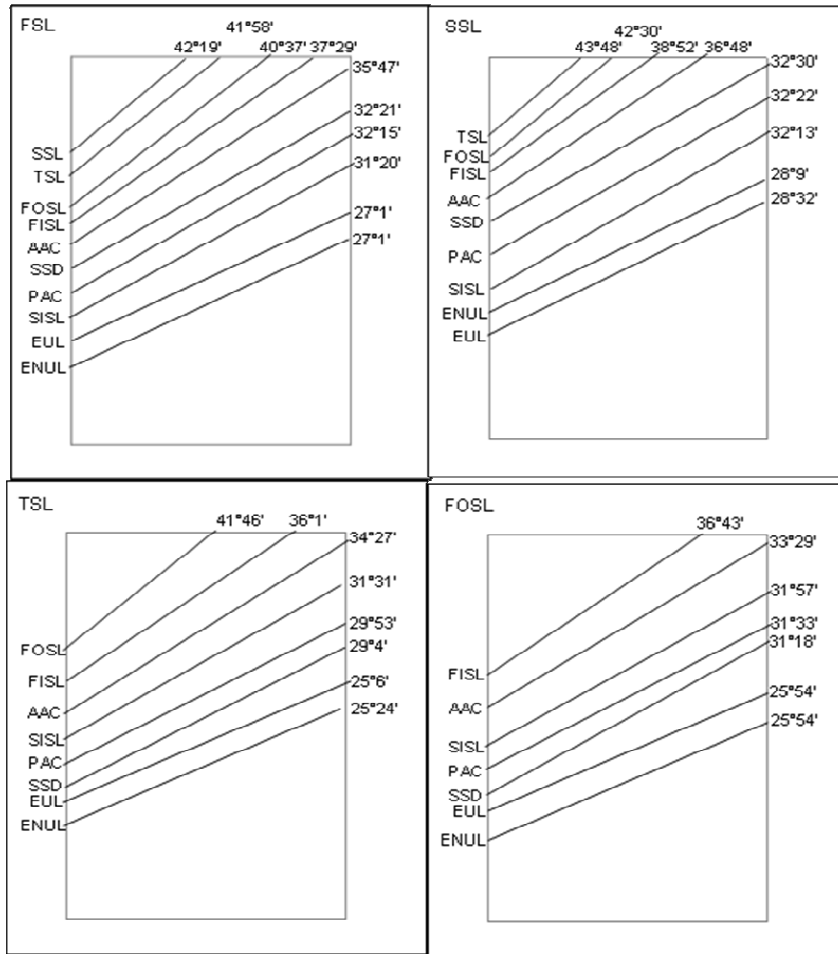 FSL
41°58'
42°19' 40°37' 37°29'
35°47'
32°21'
32°15'
31°20'
27°1'
27°1'
SSL
TSL
FOSL
FISL
AAC
SSD
PAC
SISL
EUL
ENUL
SSL
42°30'
43°48' 38°52' 36°48'
32°30'
32°22'
32°13'
28°9'
28°32'
TSL
FOSL
FISL
AAC
SSD
PAC
SISL
ENUL
EUL
TSL
41°46' 36°1'
34°27'
31°31'
29°53'
29°4'
25°6'
25°24'
FOSL
FISL
AAC
SISL
PAC
SSD
EUL
ENUL
FOSL
36°43'
33°29'
31°57'
31°33'
31°18'
25°54'
25°54'
FISL
AAC
SISL
PAC
SSD
EUL
ENUL